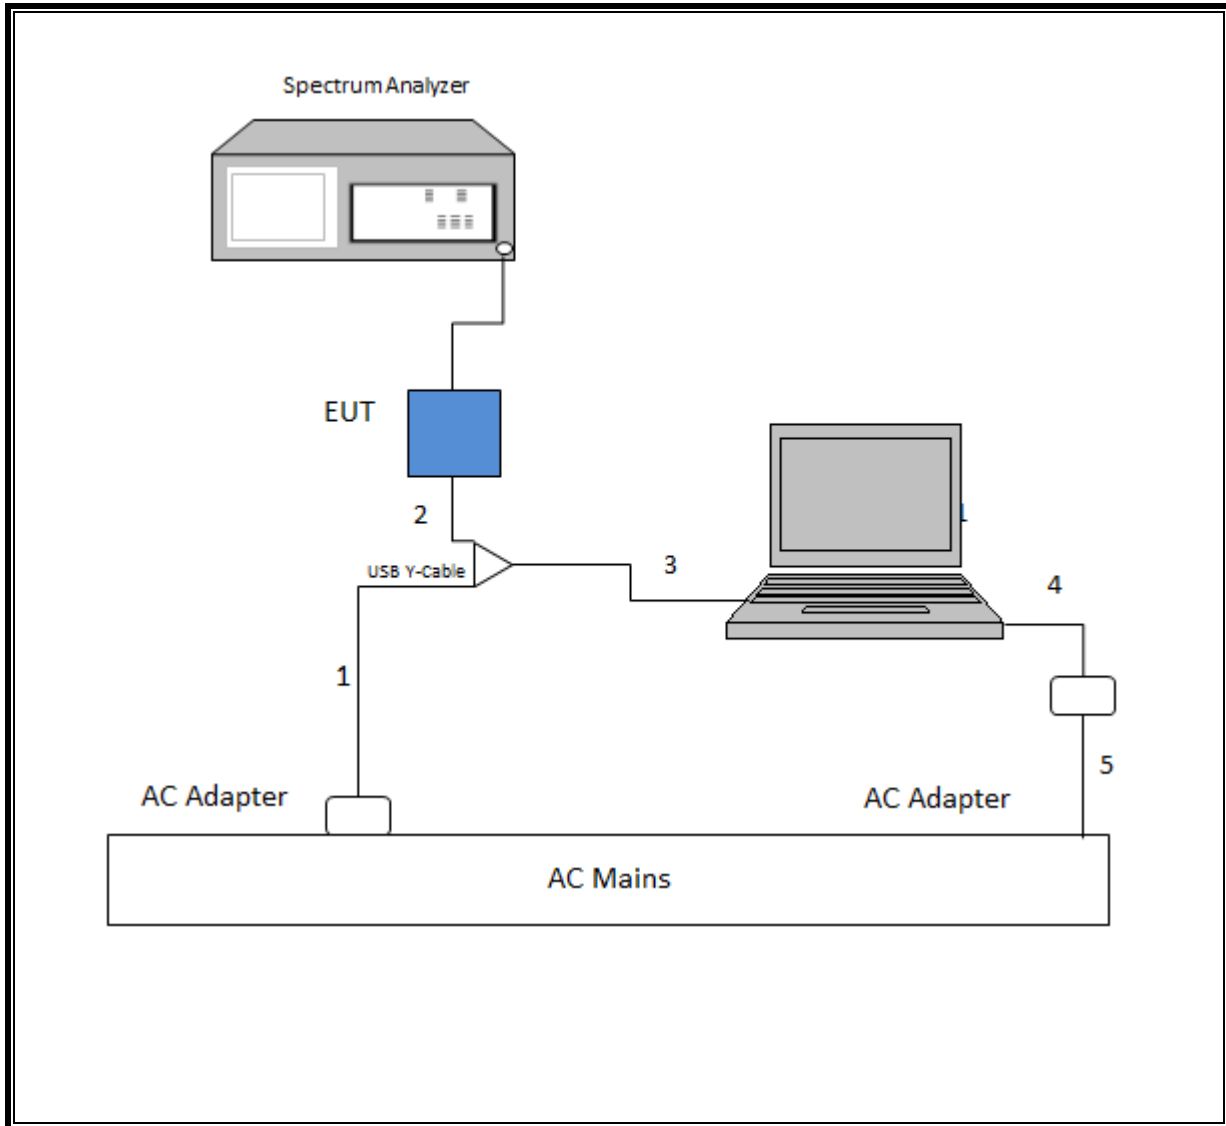 Spectrum Analyzer
EUT
2
USB Y-Cable
3
4
1
5
AC Adapter
AC Adapter
AC Mains